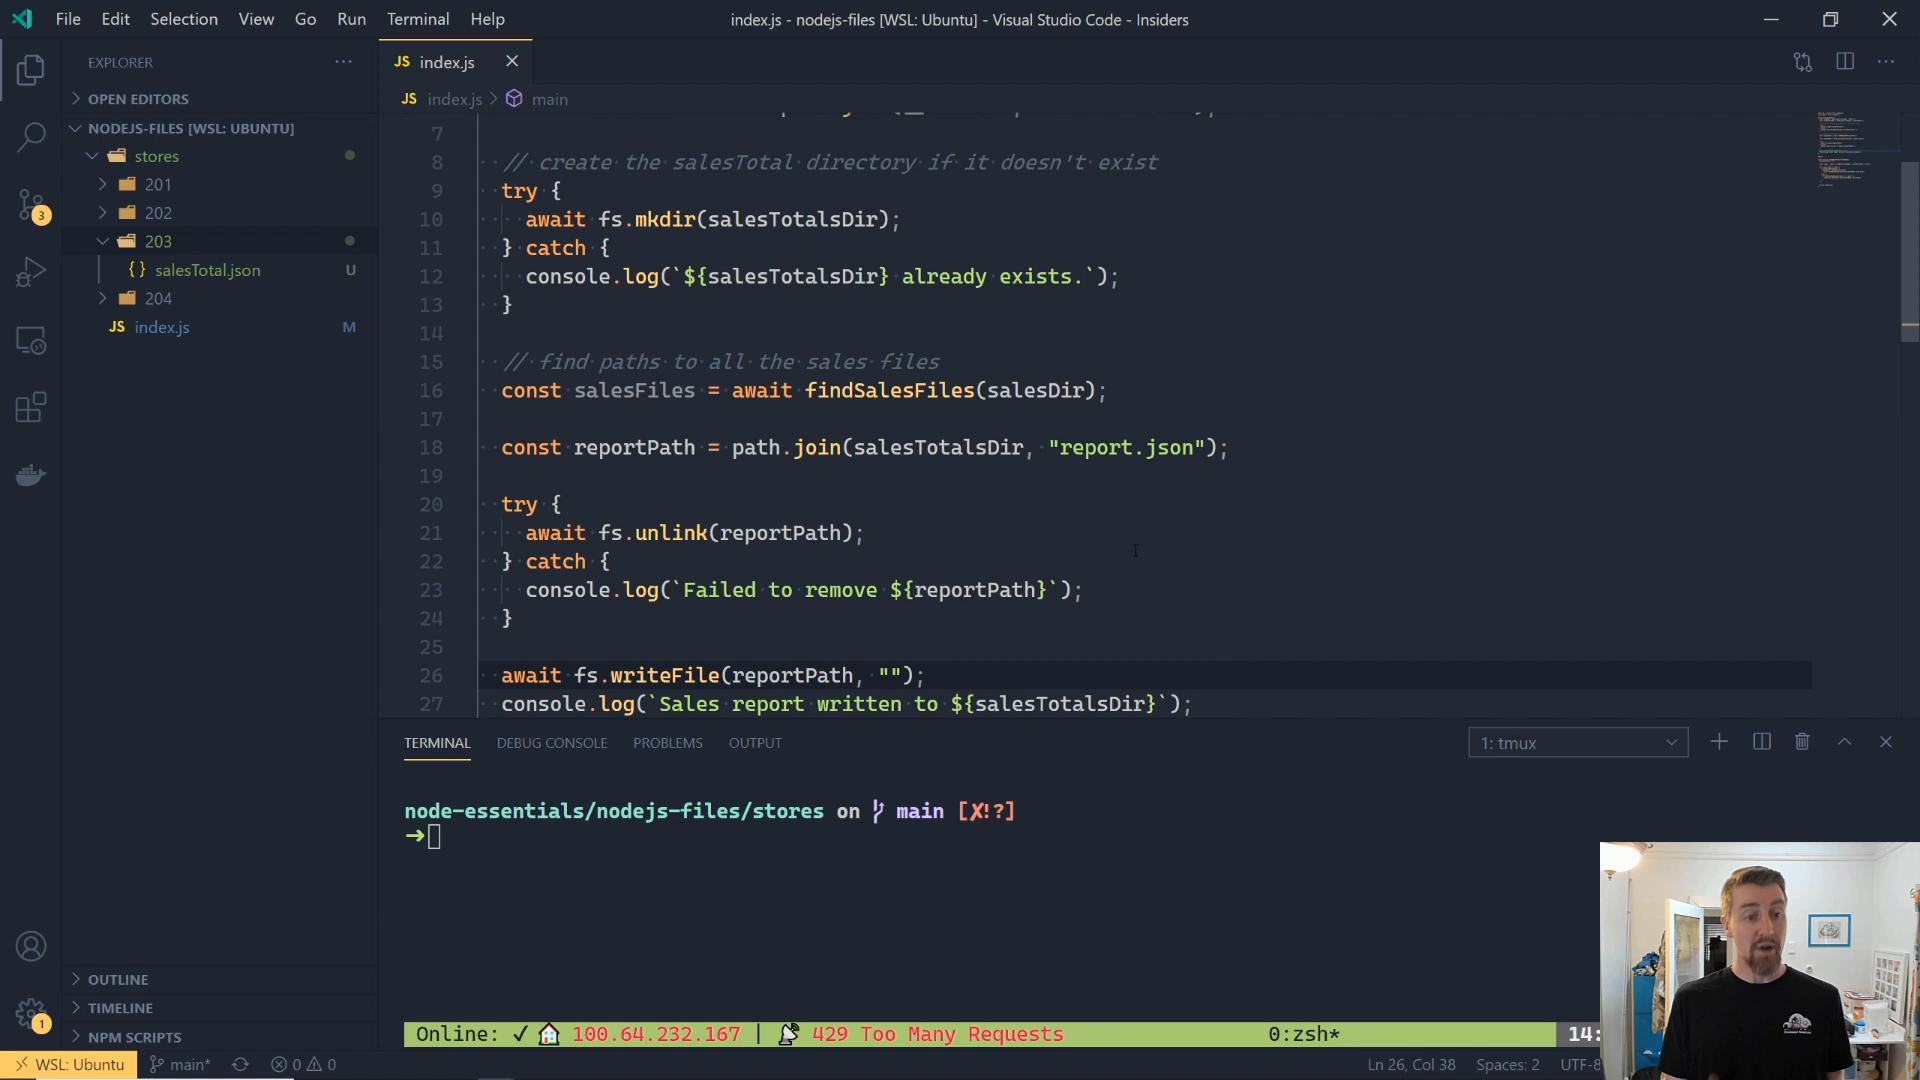 File Edit Selection View Go Run Terminal Help
index.js - nodejs-files [WSL: Ubuntu] - Visual Studio Code - Insiders
EXPLORER
JS index.js
OPEN EDITORS
JS index.js > main
NODEJS-FILES [WSL: UBUNTU]
stores
201
202
203
{} salesTotal.json U
204
JS index.js M
3
7
8 // create the salesTotal directory if it doesn't exist
9 try {
10 await fs.mkdir(salesTotalsDir);
11 } catch {
12 console.log(`${salesTotalsDir} already exists.`);
13 }
14
15 // find paths to all the sales files
16 const salesFiles = await findSalesFiles(salesDir);
17
18 const reportPath = path.join(salesTotalsDir, "report.json");
19
20 try {
21 await fs.unlink(reportPath);
22 } catch {
23 console.log(`Failed to remove ${reportPath}`);
24 }
25
26 await fs.writeFile(reportPath, "");
27 console.log(`Sales report written to ${salesTotalsDir}`);
TERMINAL DEBUG CONSOLE PROBLEMS OUTPUT
1: tmux
node-essentials/nodejs-files/stores on main [✗!?]
➜
OUTLINE
TIMELINE
NPM SCRIPTS
1
Online: ✓ 100.64.232.167 | 429 Too Many Requests 0:zsh* 14:
WSL: Ubuntu main* 0 0 Ln 26, Col 38 Spaces: 2 UTF-8